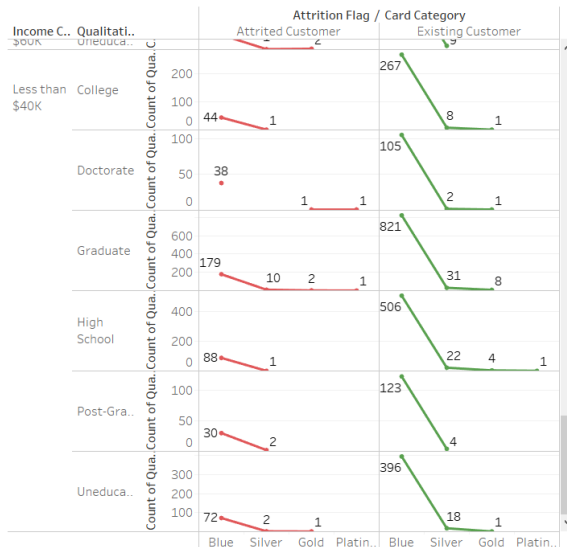 Attrition Flag / Card Category
Income C.. Qualitati..
Attrited Customer
Existing Customer
$60K
Uneduca..
2
9
Less than
$40K
College
Count of Qua..
200
100
0
44
1
267
8
1
Doctorate
Count of Qua..
100
50
0
38
1
1
105
2
1
Graduate
Count of Qua..
600
400
200
179
10
2
1
821
31
8
High
School
Count of Qua..
400
200
0
88
1
506
22
4
1
Post-Gra..
Count of Qua..
100
50
0
30
2
123
4
Uneduca..
Count of Qua..
300
200
100
72
2
1
396
18
1
Blue Silver Gold Platin.. Blue Silver Gold Platin..